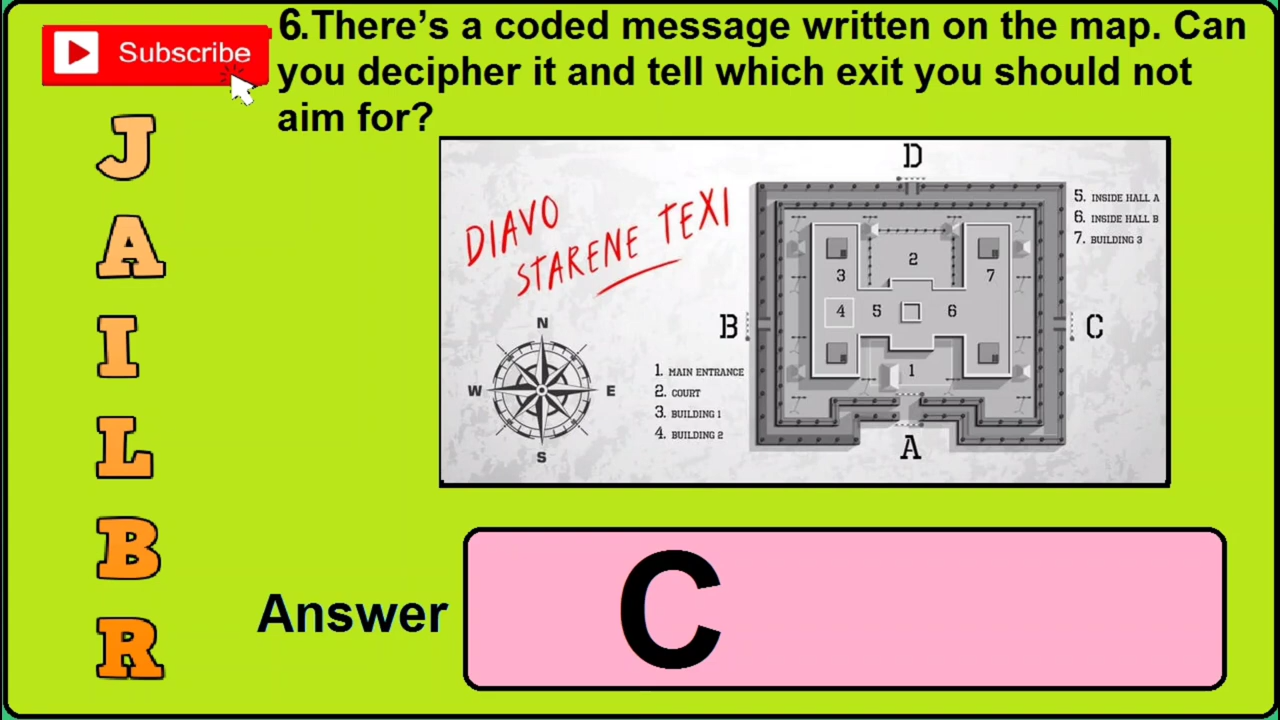 Subscribe
6.There's a coded message written on the map. Can
you decipher it and tell which exit you should not
aim for?
J
A
I
L
B
R
DIAVO
STARENE TEXI
N
W E
S
D
B
C
A
2
3
7
4
5
6
1
1. MAIN ENTRANCE
2. COURT
3. BUILDING 1
4. BUILDING 2
5. INSIDE HALL A
6. INSIDE HALL B
7. BUILDING 3
Answer
C